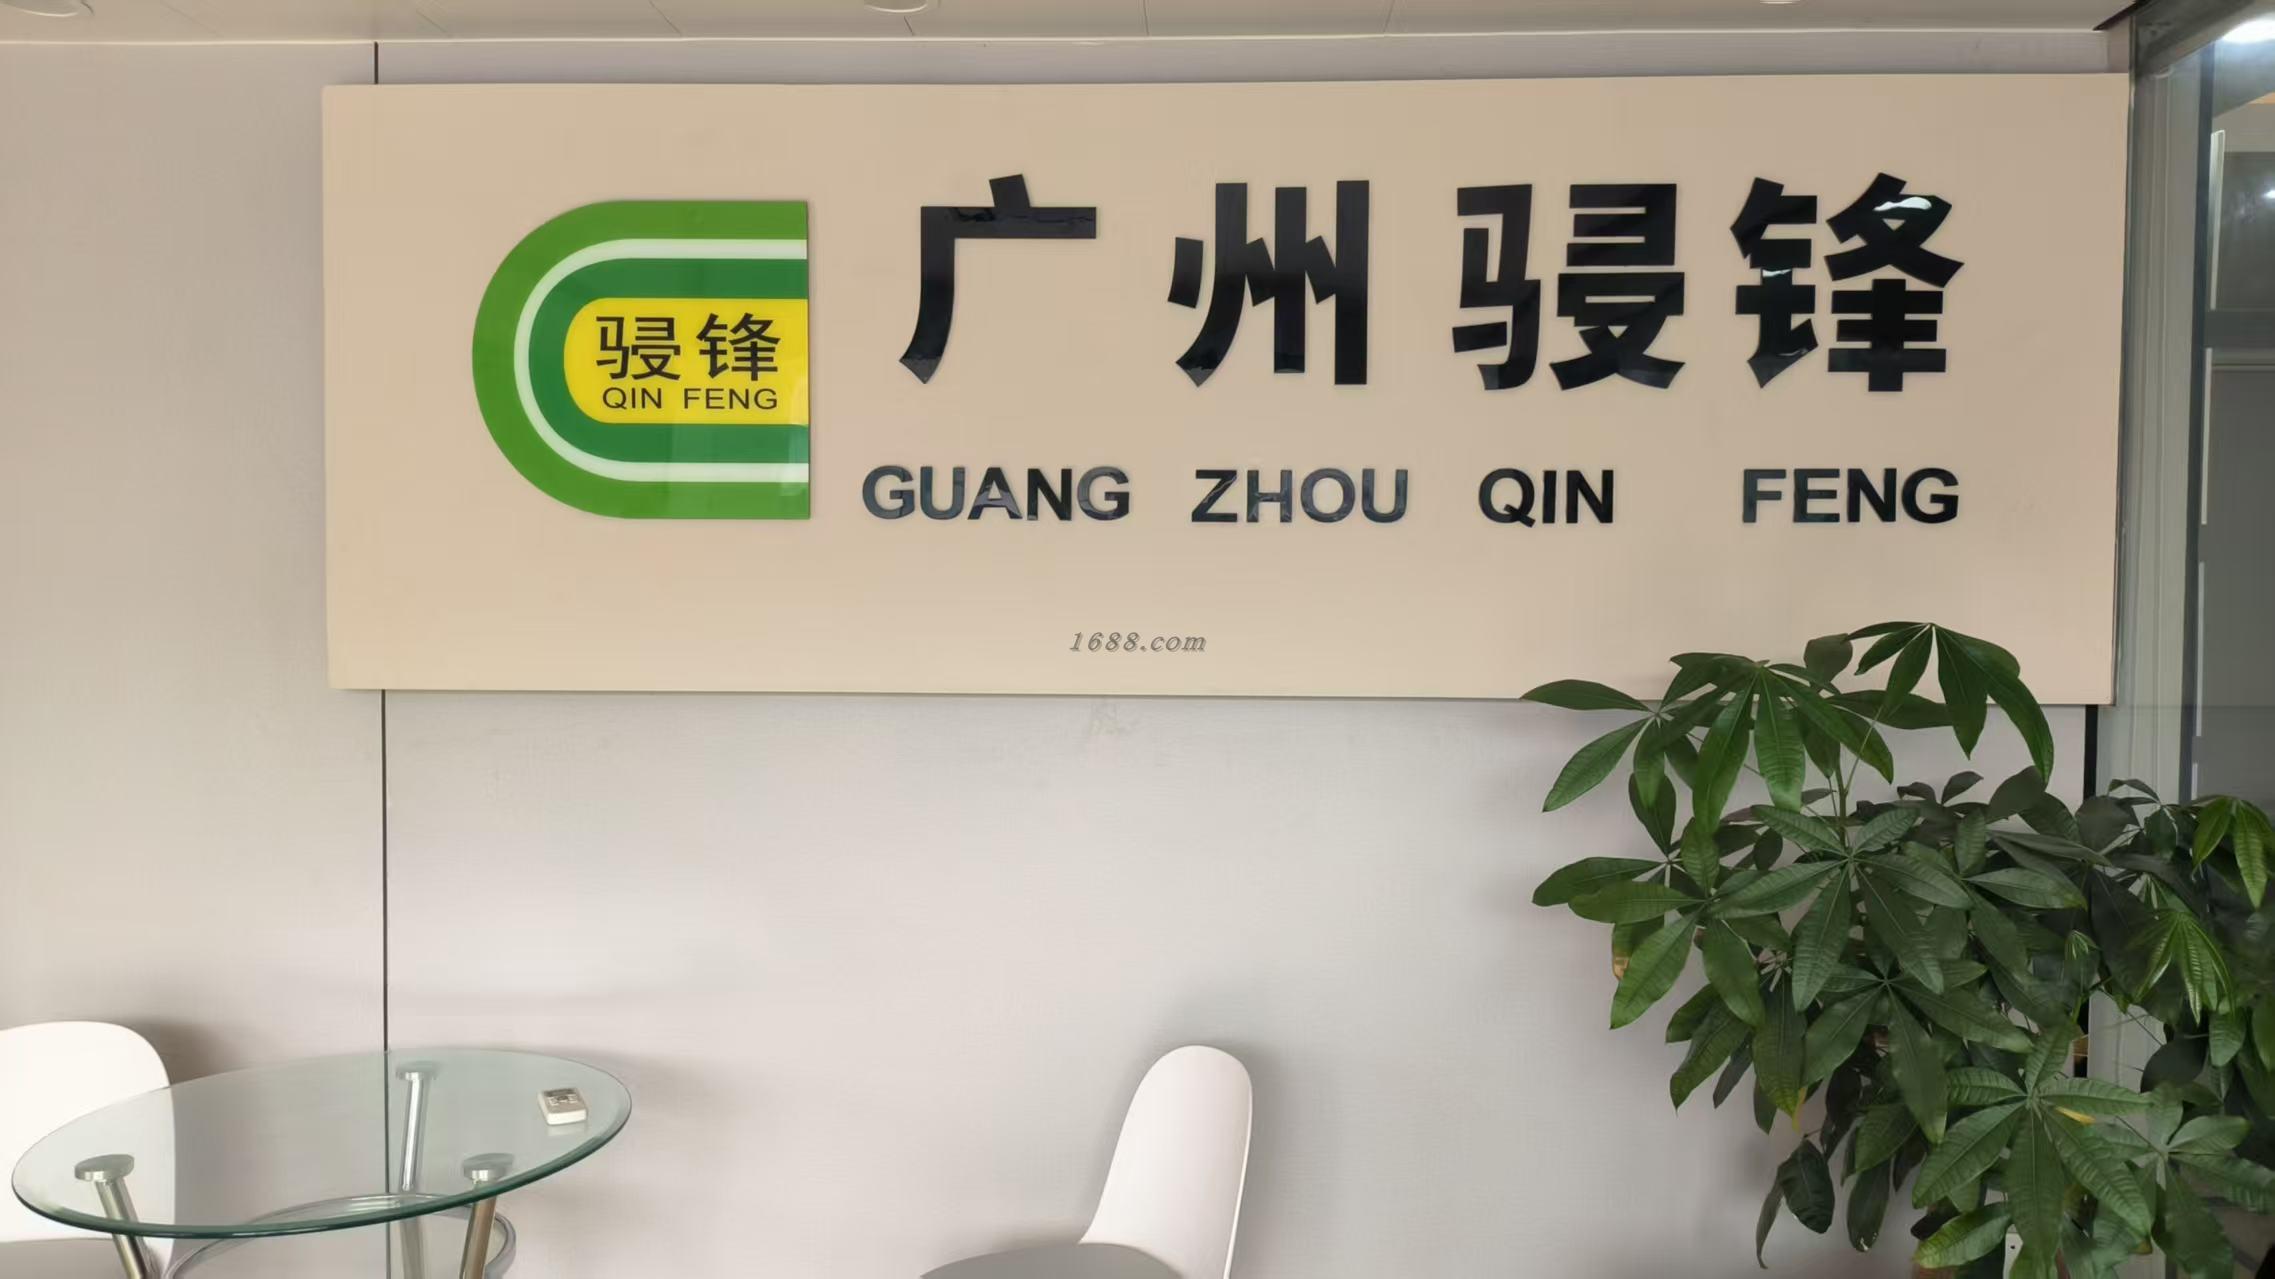 骎锋
QIN FENG
广州骎锋
GUANG ZHOU QIN FENG
1688.com